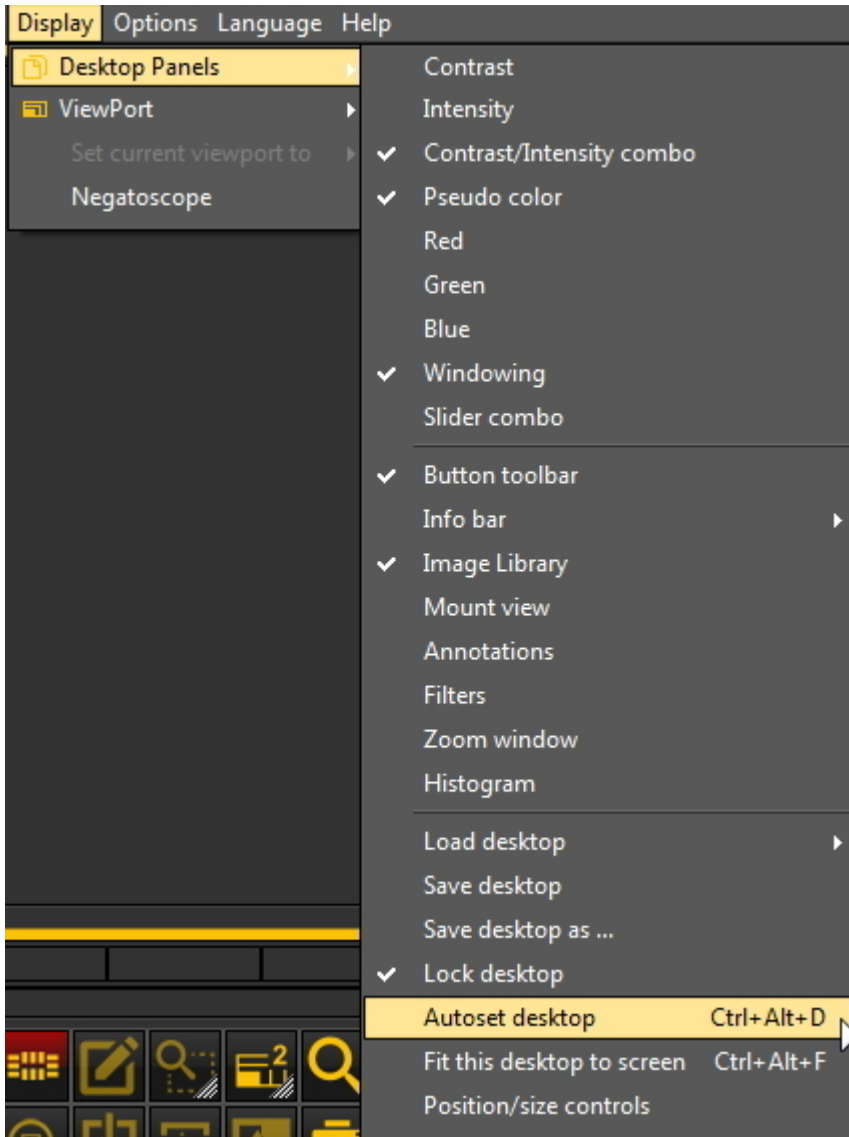 Display Options Language Help
Desktop Panels
ViewPort
Set current viewport to
Negatoscope
Contrast
Intensity
Contrast/Intensity combo
Pseudo color
Red
Green
Blue
Windowing
Slider combo
Button toolbar
Info bar
Image Library
Mount view
Annotations
Filters
Zoom window
Histogram
Load desktop
Save desktop
Save desktop as ...
Lock desktop
Autoset desktop Ctrl+Alt+D
Fit this desktop to screen Ctrl+Alt+F
Position/size controls
2